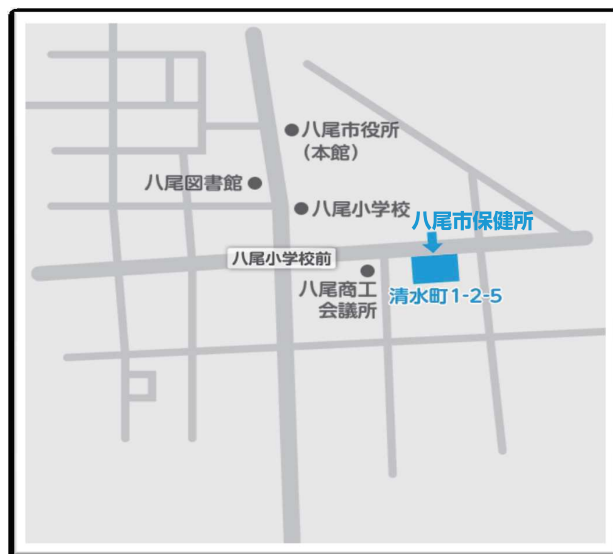 八尾市役所
（本館）
八尾図書館
八尾小学校
八尾市保健所
八尾小学校前
八尾商工
会議所
清水町1-2-5